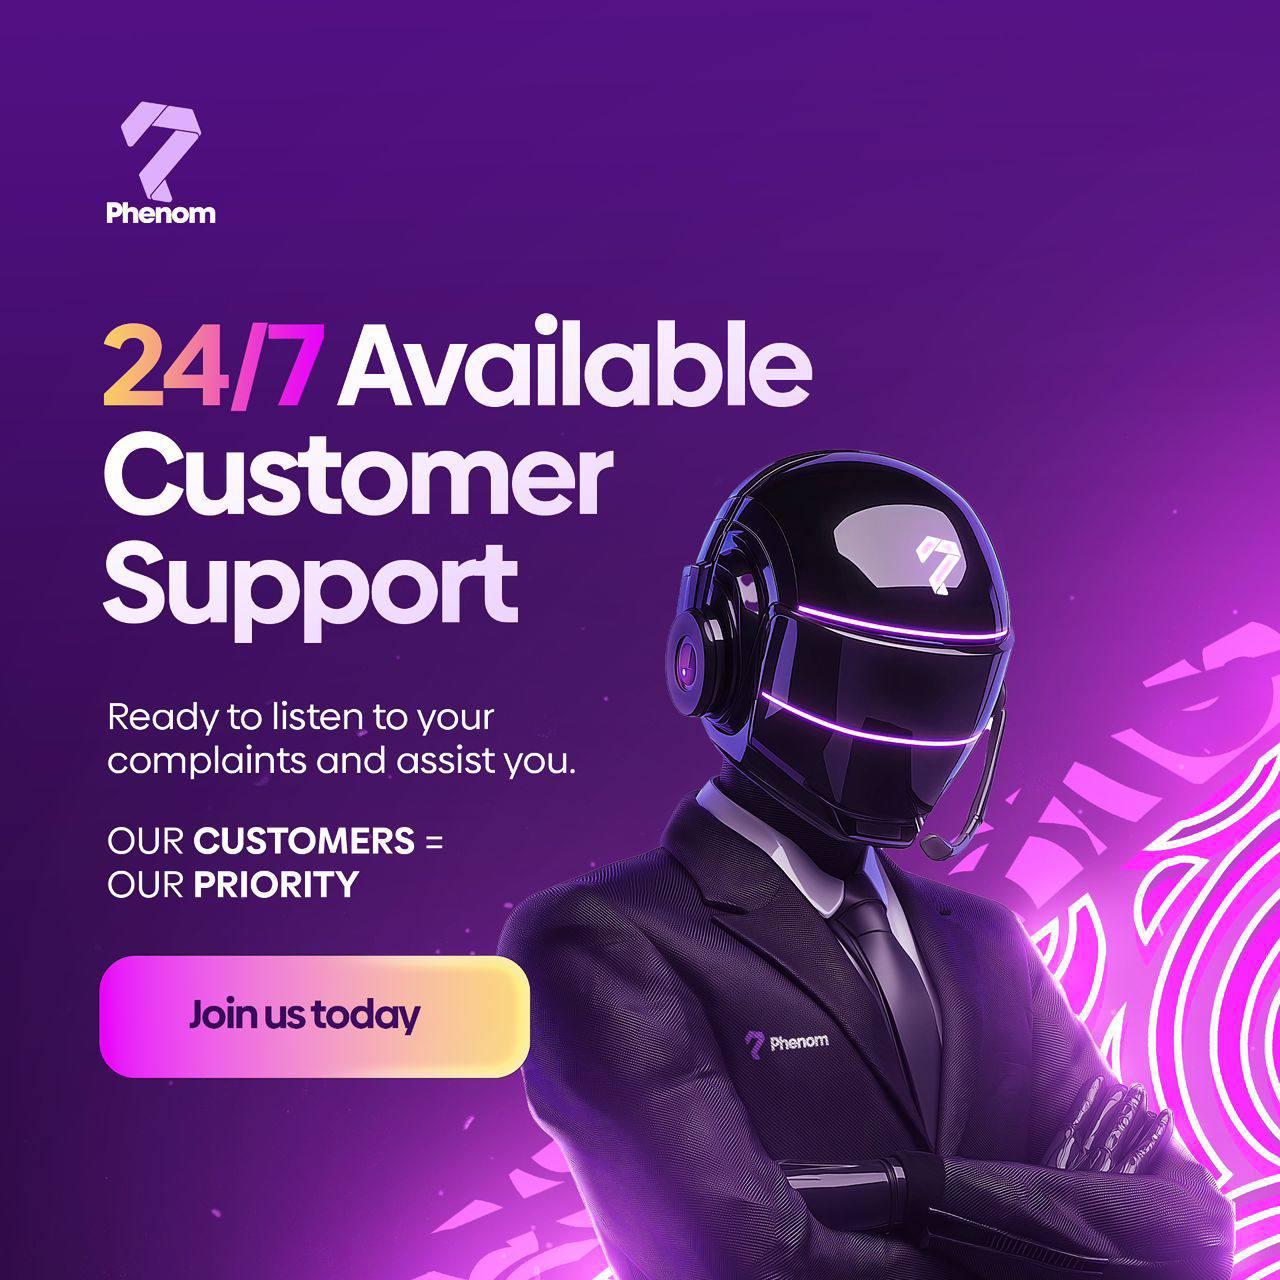 Phenom
24/7 Available
Customer
Support
Ready to listen to your
complaints and assist you.
OUR CUSTOMERS =
OUR PRIORITY
Join us today
Phenom